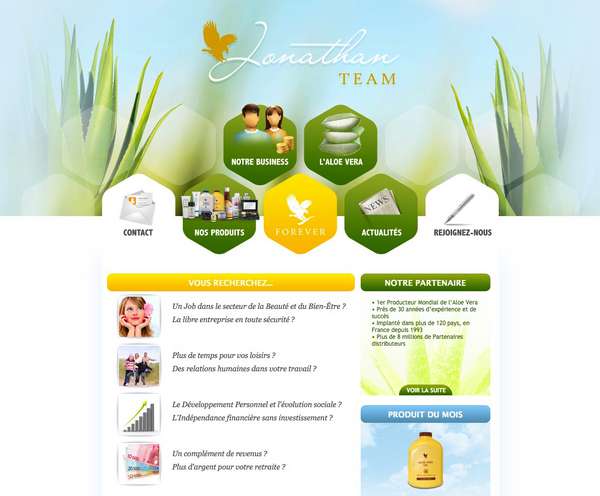 Jonathan
TEAM
NOTRE BUSINESS
L'ALOE VERA
CONTACT
NOS PRODUITS
FOREVER
NEWS
ACTUALITÉS
REJOIGNEZ-NOUS
VOUS RECHERCHEZ...
Un Job dans le secteur de la Beauté et du Bien-Être ?
La libre entreprise en toute sécurité ?
Plus de temps pour vos loisirs ?
Des relations humaines dans votre travail ?
Le Développement Personnel et l'évolution sociale ?
L'Indépendance financière sans investissement ?
Un complément de revenus ?
Plus d'argent pour votre retraite ?
NOTRE PARTENAIRE
• 1er Producteur Mondial de l'Aloe Vera
• Près de 30 années d'expérience et de
succès
• Implanté dans plus de 120 pays, en
France depuis 1993
• Plus de 8 millions de Partenaires
distributeurs
VOIR LA SUITE
PRODUIT DU MOIS